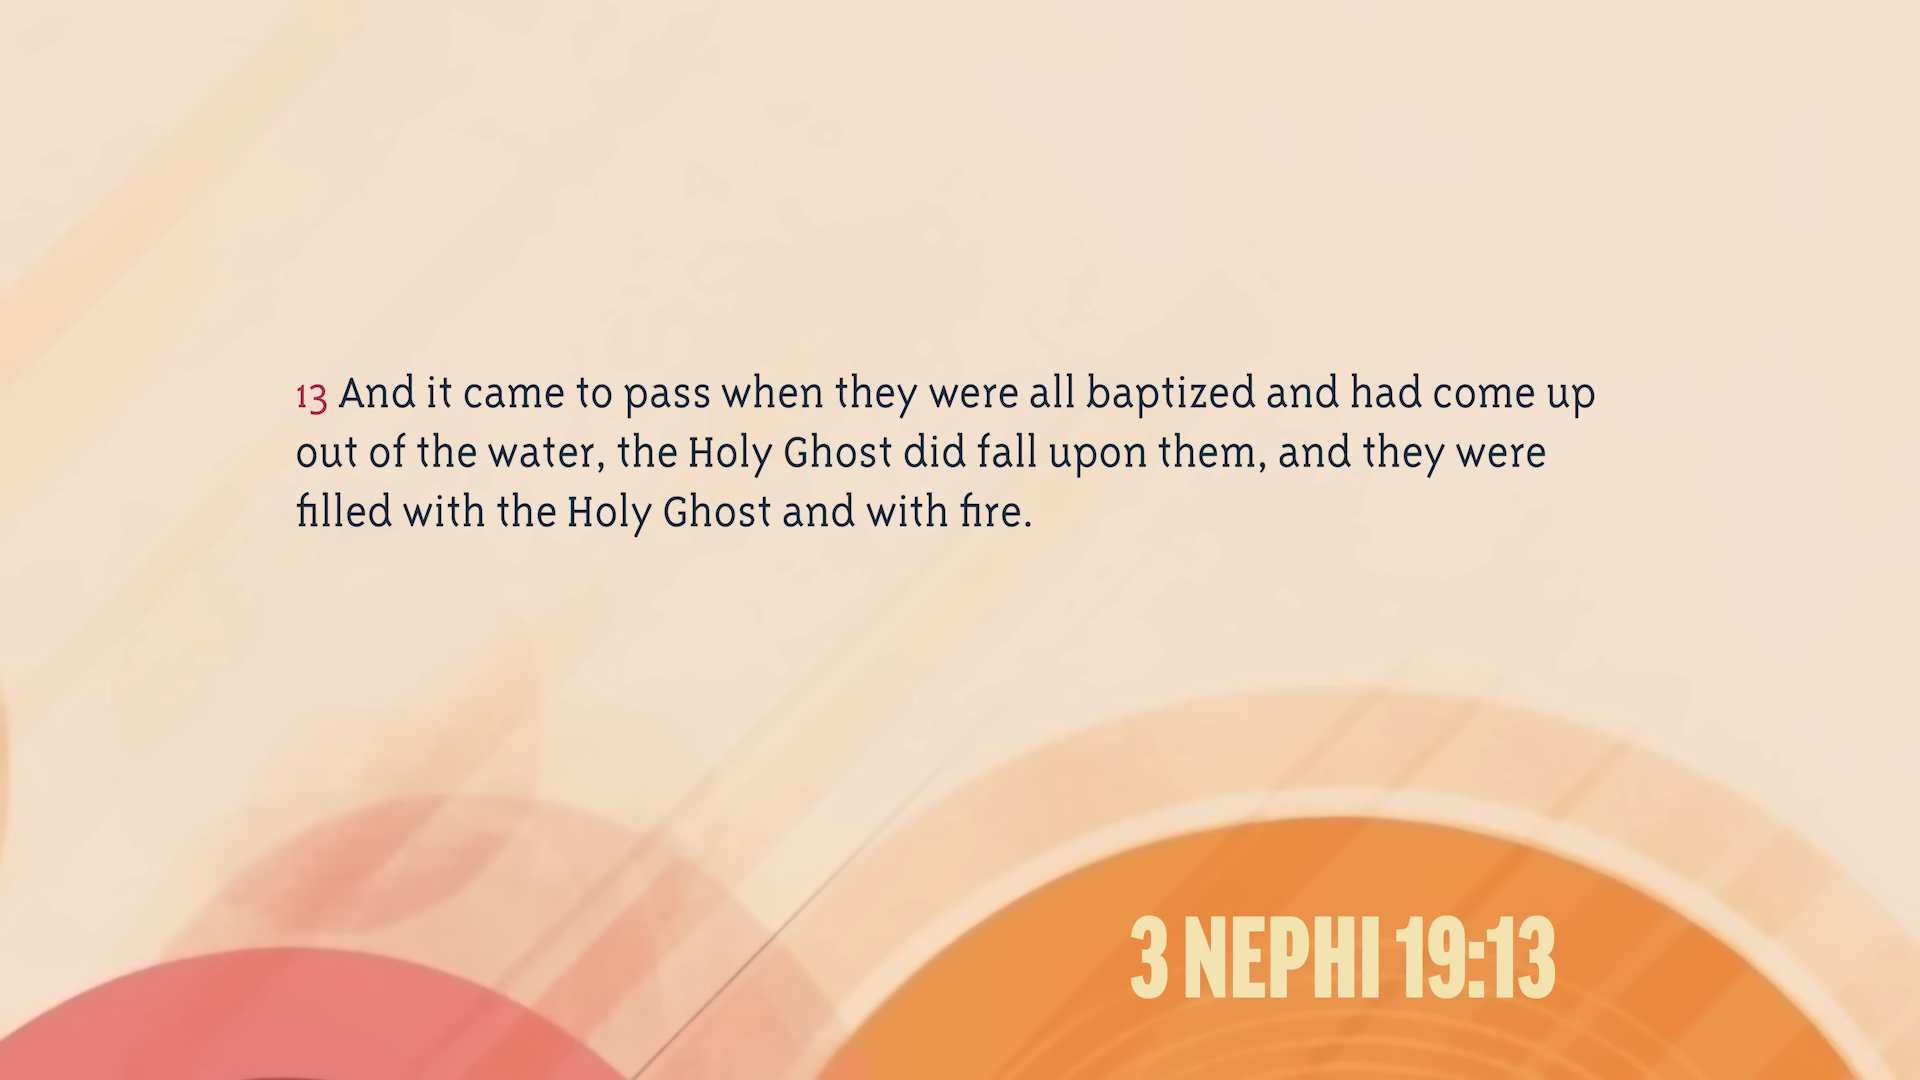 13 And it came to pass when they were all baptized and had come up
out of the water, the Holy Ghost did fall upon them, and they were
filled with the Holy Ghost and with fire.
3 NEPHI 19:13